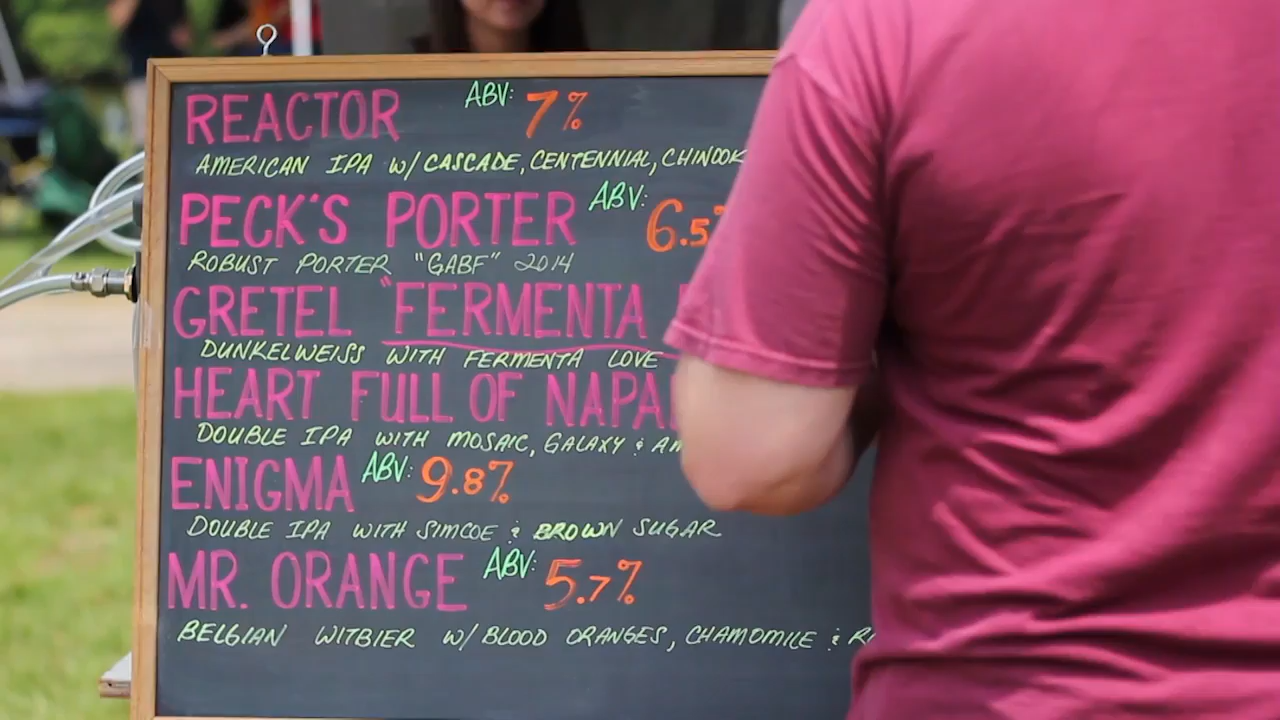 REACTOR ABV: 7%
AMERICAN IPA W/ CASCADE, CENTENNIAL, CHINOOK
PECK'S PORTER ABV: 6.5%
ROBUST PORTER "GABF" 2014
GRETEL "FERMENTA
DUNKELWEISS WITH FERMENTA LOVE
HEART FULL OF NAPA
DOUBLE IPA WITH MOSAIC, GALAXY &
ENIGMA ABV: 9.8%
DOUBLE IPA WITH SIMCOE & BROWN SUGAR
MR. ORANGE ABV: 5.7%
BELGIAN WITBIER W/ BLOOD ORANGES, CHAMOMILE &